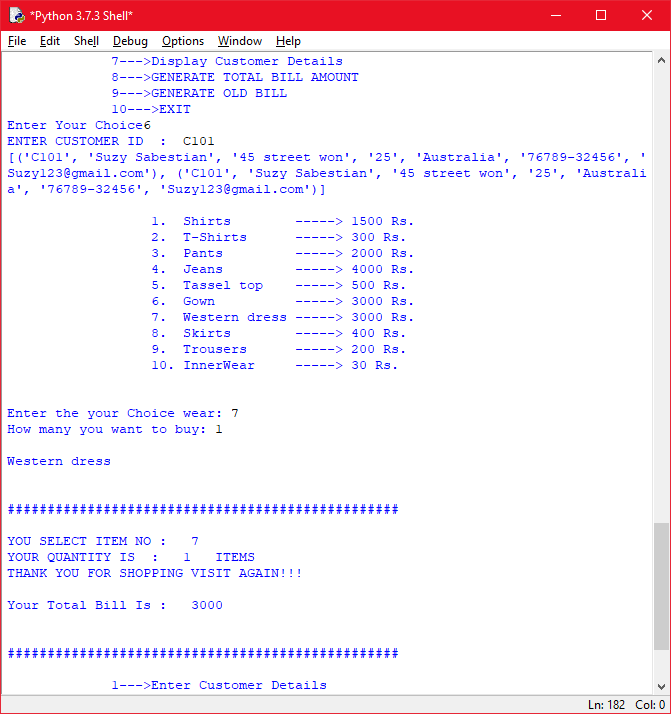 *Python 3.7.3 Shell*
File Edit Shell Debug Options Window Help
7--->Display Customer Details
8--->GENERATE TOTAL BILL AMOUNT
9--->GENERATE OLD BILL
10--->EXIT
Enter Your Choice6
ENTER CUSTOMER ID  :  C101
[('C101', 'Suzy Sabestian', '45 street won', '25', 'Australia', '76789-32456', '
Suzy123@gmail.com'), ('C101', 'Suzy Sabestian', '45 street won', '25', 'Australi
a', '76789-32456', 'Suzy123@gmail.com')]
1.  Shirts        -----> 1500 Rs.
2.  T-Shirts      -----> 300 Rs.
3.  Pants         -----> 2000 Rs.
4.  Jeans         -----> 4000 Rs.
5.  Tassel top    -----> 500 Rs.
6.  Gown          -----> 3000 Rs.
7.  Western dress -----> 3000 Rs.
8.  Skirts        -----> 400 Rs.
9.  Trousers      -----> 200 Rs.
10. InnerWear     -----> 30 Rs.
Enter the your Choice wear: 7
How many you want to buy: 1
Western dress
#################################################
YOU SELECT ITEM NO :   7
YOUR QUANTITY IS  :   1   ITEMS
THANK YOU FOR SHOPPING VISIT AGAIN!!!
Your Total Bill Is :   3000
#################################################
1--->Enter Customer Details
Ln: 182 Col: 0